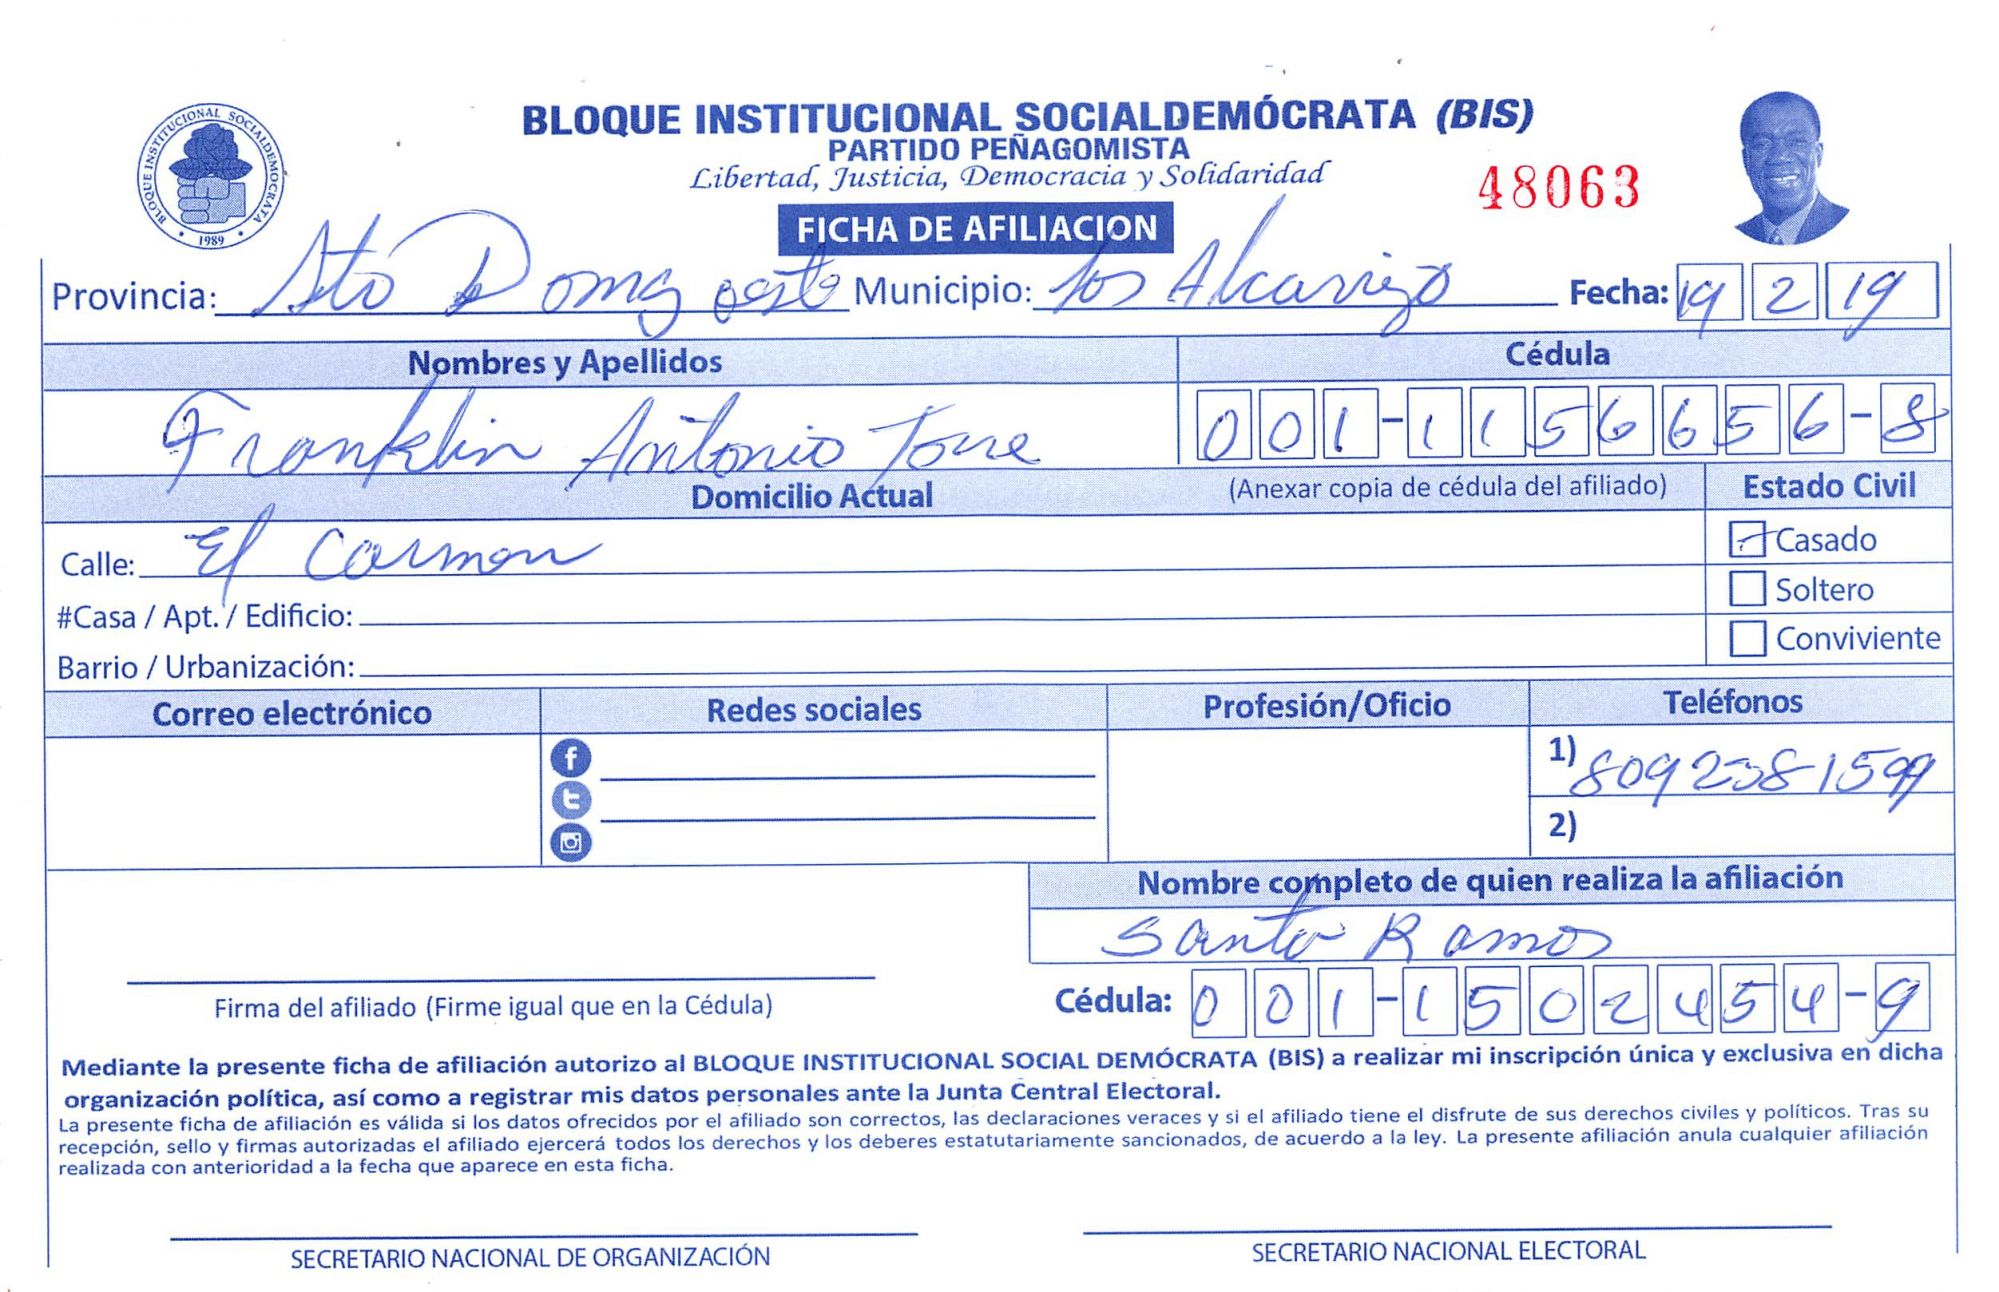 BLOQUE INSTITUCIONAL SOCIALDEMÓCRATA (BIS)
PARTIDO PEÑAGOMISTA
Libertad, Justicia, Democracia y Solidaridad
48063
BLOQUE INSTITUCIONAL SOCIALDEMOCRATA
• 1989 •
FICHA DE AFILIACION
Provincia: Sto Domg oeste Municipio: los Alcarrizo Fecha: 19 2 19
Nombres y Apellidos Cédula
Franklin Antonio Torre 001-1156656-8
Domicilio Actual (Anexar copia de cédula del afiliado) Estado Civil
Calle: El Carmen Casado
#Casa / Apt. / Edificio: Soltero
Barrio / Urbanización: Conviviente
Correo electrónico Redes sociales Profesión/Oficio Teléfonos
1) 809 238 1599
2)
Nombre completo de quien realiza la afiliación
Santo Ramos
Firma del afiliado (Firme igual que en la Cédula) Cédula: 001-1502454-9
Mediante la presente ficha de afiliación autorizo al BLOQUE INSTITUCIONAL SOCIAL DEMÓCRATA (BIS) a realizar mi inscripción única y exclusiva en dicha
organización política, así como a registrar mis datos personales ante la Junta Central Electoral.
La presente ficha de afiliación es válida si los datos ofrecidos por el afiliado son correctos, las declaraciones veraces y si el afiliado tiene el disfrute de sus derechos civiles y políticos. Tras su
recepción, sello y firmas autorizadas el afiliado ejercerá todos los derechos y los deberes estatutariamente sancionados, de acuerdo a la ley. La presente afiliación anula cualquier afiliación
realizada con anterioridad a la fecha que aparece en esta ficha.
SECRETARIO NACIONAL DE ORGANIZACIÓN SECRETARIO NACIONAL ELECTORAL